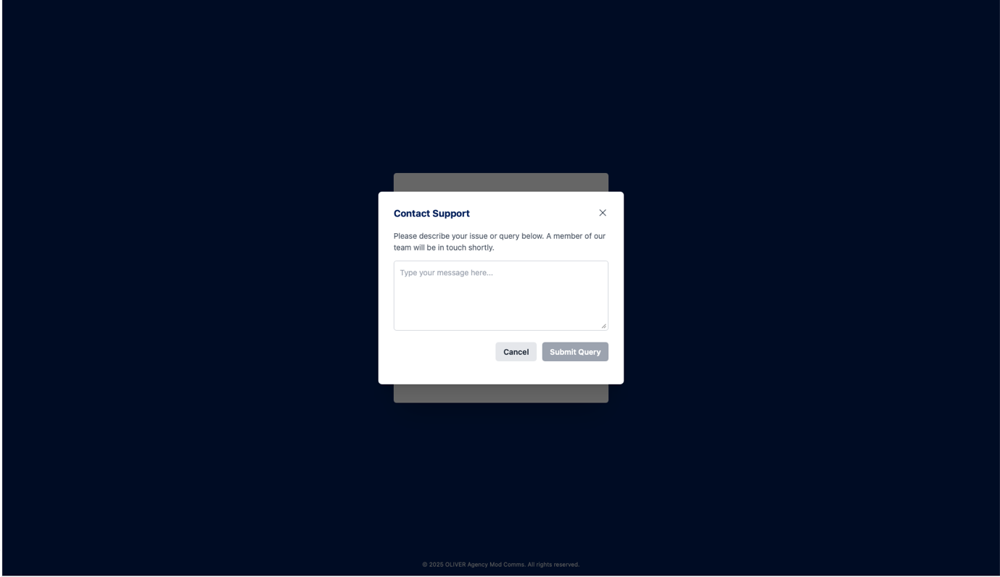 Contact Support
Please describe your issue or query below. A member of our
team will be in touch shortly.
Type your message here...
Cancel
Submit Query
© 2025 OLIVER Agency Mod Comms. All rights reserved.